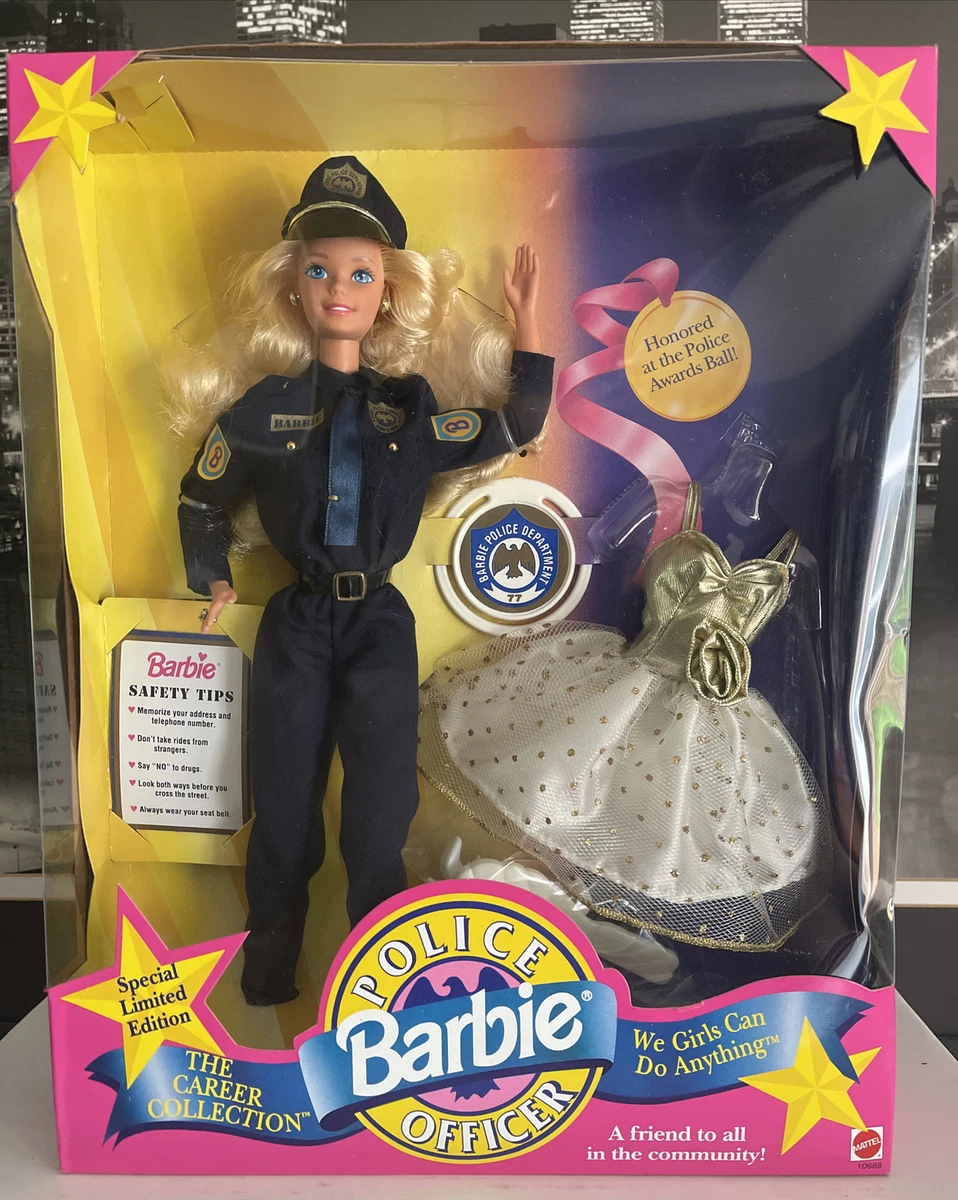 Honored
at the Police
Awards Ball!
BARBIE
B
B
BARBIE POLICE DEPARTMENT
77
Barbie
SAFETY TIPS
Memorize your address and
telephone number.
Don't take rides from
strangers.
Say "NO" to drugs.
Look both ways before you
cross the street.
Always wear your seat belt.
Special
Limited
Edition
THE
CAREER
COLLECTION™
POLICE
Barbie®
OFFICER
We Girls Can
Do Anything™
A friend to all
in the community!
MATTEL
10688